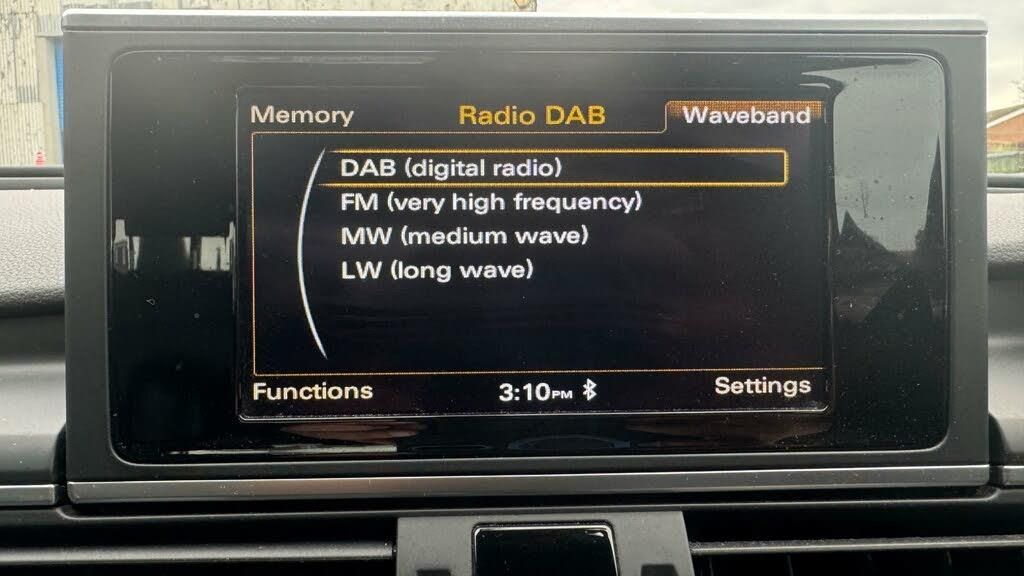 Memory Radio DAB Waveband
DAB (digital radio)
FM (very high frequency)
MW (medium wave)
LW (long wave)
Functions 3:10PM Settings